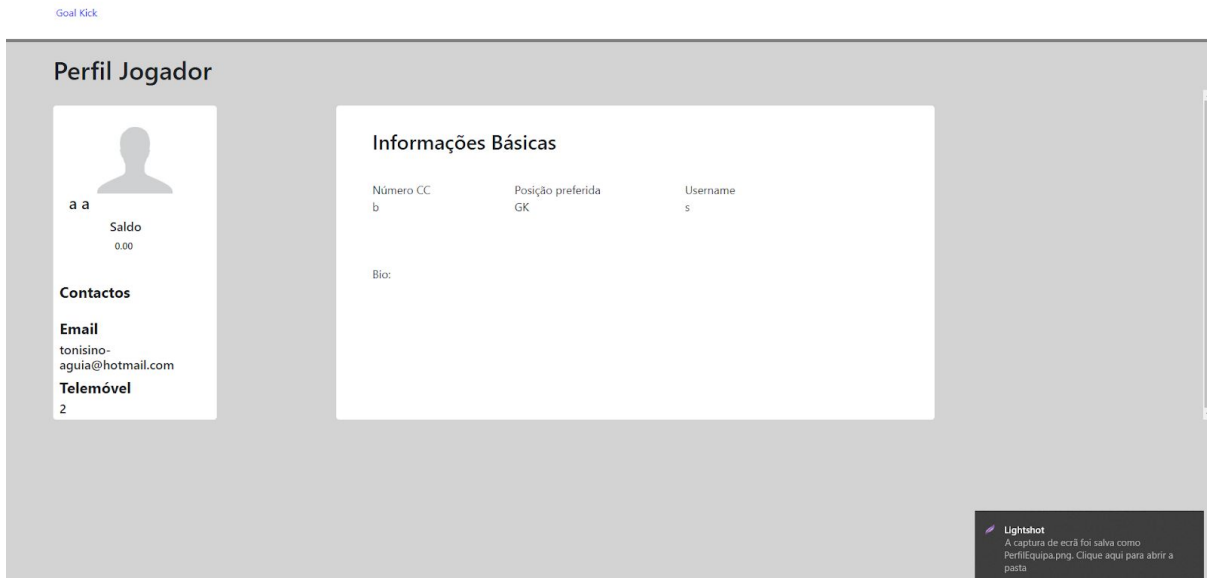 Goal Kick
Perfil Jogador
a a
Saldo
0.00
Contactos
Email
tonisino-
aguia@hotmail.com
Telemóvel
2
Informações Básicas
Número CC Posição preferida Username
b GK s
Bio:
Lightshot
A captura de ecrã foi salva como
PerfilEquipa.png. Clique aqui para abrir a
pasta